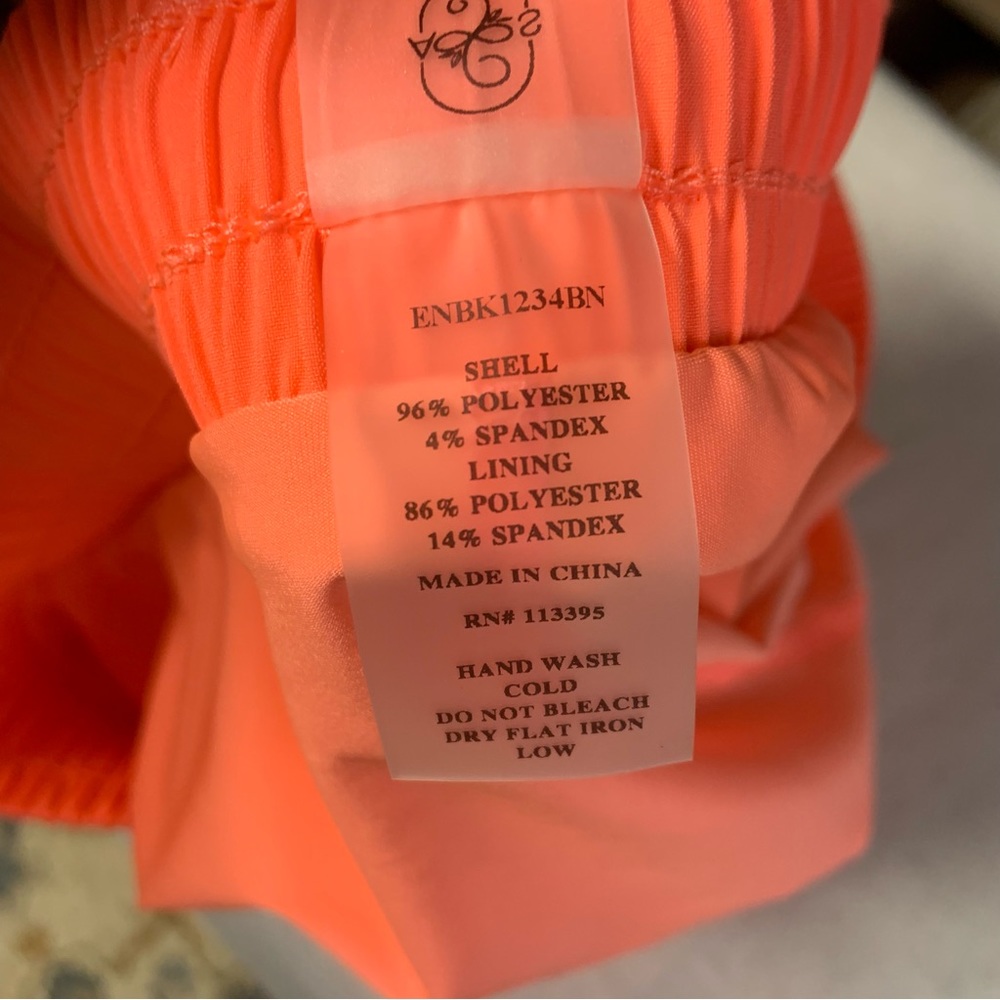 ENBK1234BN
SHELL
96% POLYESTER
4% SPANDEX
LINING
86% POLYESTER
14% SPANDEX
MADE IN CHINA
RN# 113395
HAND WASH
COLD
DO NOT BLEACH
DRY FLAT IRON
LOW